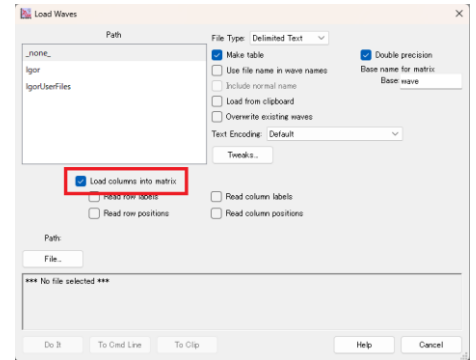 Load Waves
Path
_none_
Igor
IgorUserFiles
File Type: Delimited Text
Make table
Double precision
Use file name in wave names
Base name for matrix
Include normal name
Base: wave
Load from clipboard
Overwrite existing waves
Text Encoding: Default
Tweaks...
Load columns into matrix
Read row labels
Read column labels
Read row positions
Read column positions
Path:
File...
*** No file selected ***
Do It
To Cmd Line
To Clip
Help
Cancel